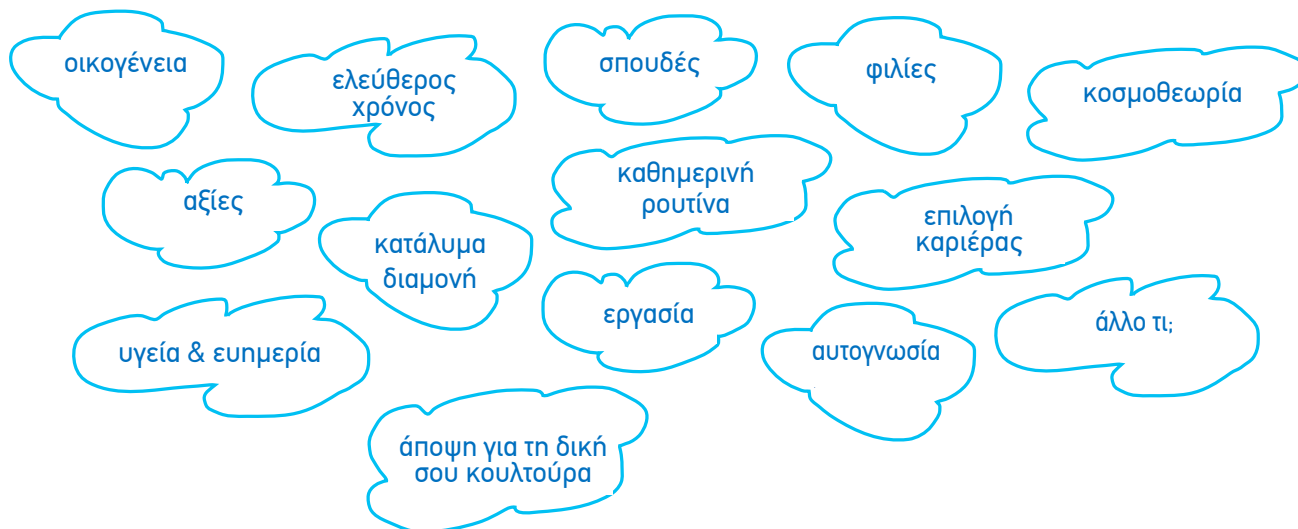 οικογένεια
ελεύθερος
χρόνος
σπουδές
φιλίες
κοσμοθεωρία
αξίες
κατάλυμα
διαμονή
καθημερινή
ρουτίνα
επιλογή
καριέρας
υγεία & ευημερία
εργασία
αυτογνωσία
άλλο τι;
άποψη για τη δική
σου κουλτούρα